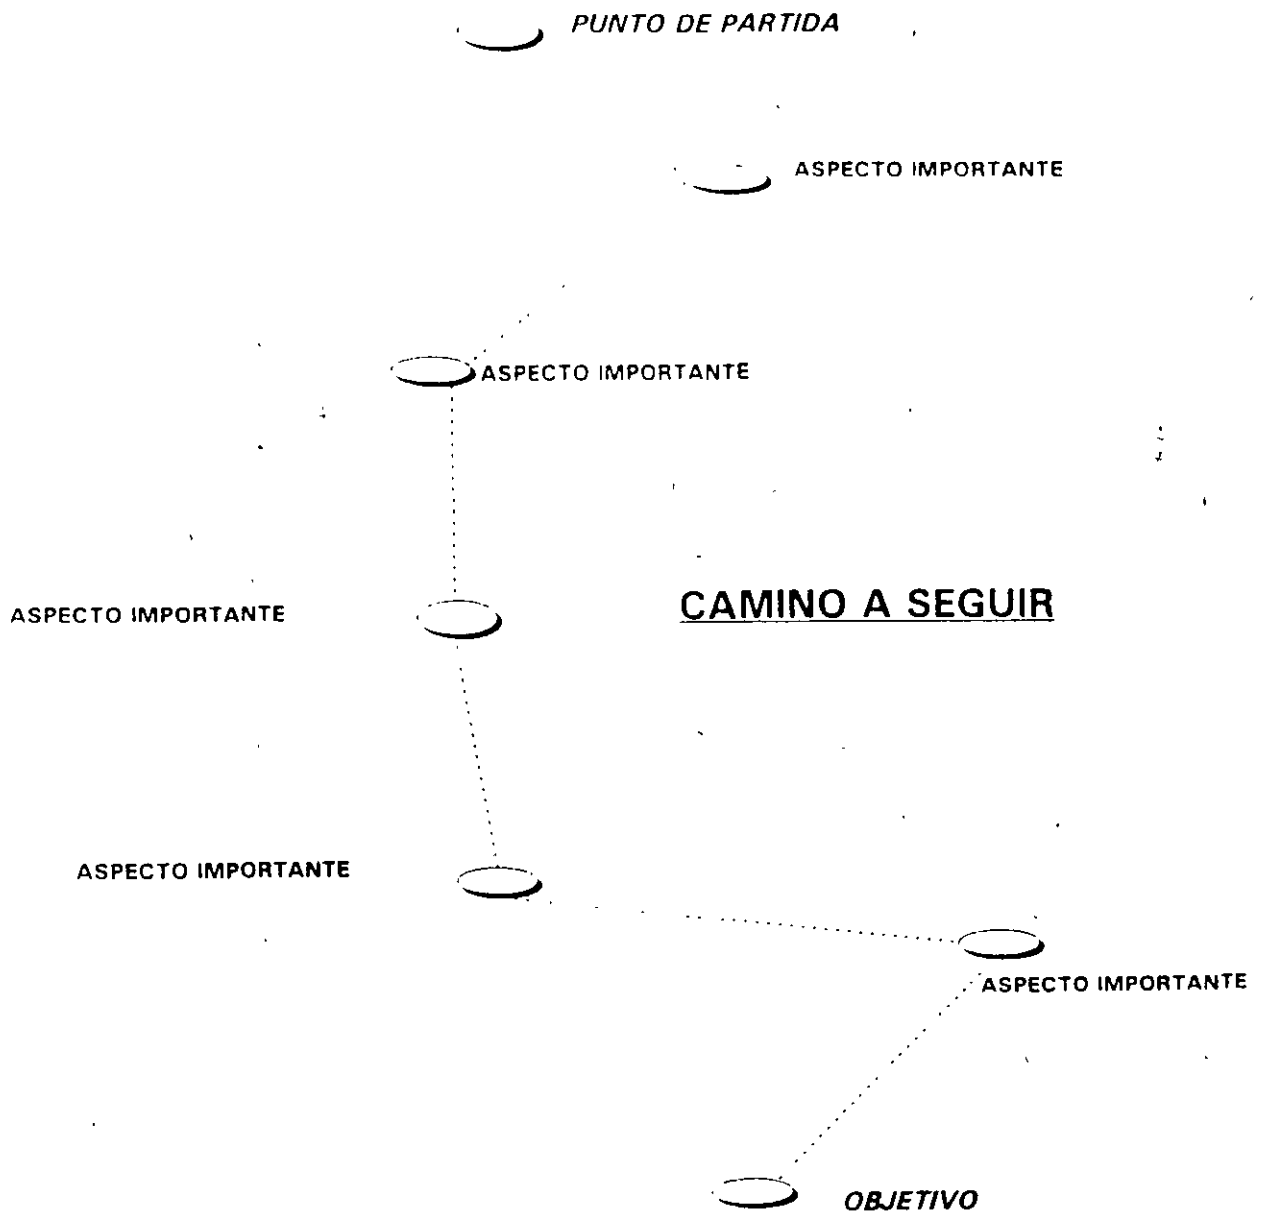 PUNTO DE PARTIDA
ASPECTO IMPORTANTE
ASPECTO IMPORTANTE
ASPECTO IMPORTANTE
CAMINO A SEGUIR
ASPECTO IMPORTANTE
ASPECTO IMPORTANTE
OBJETIVO